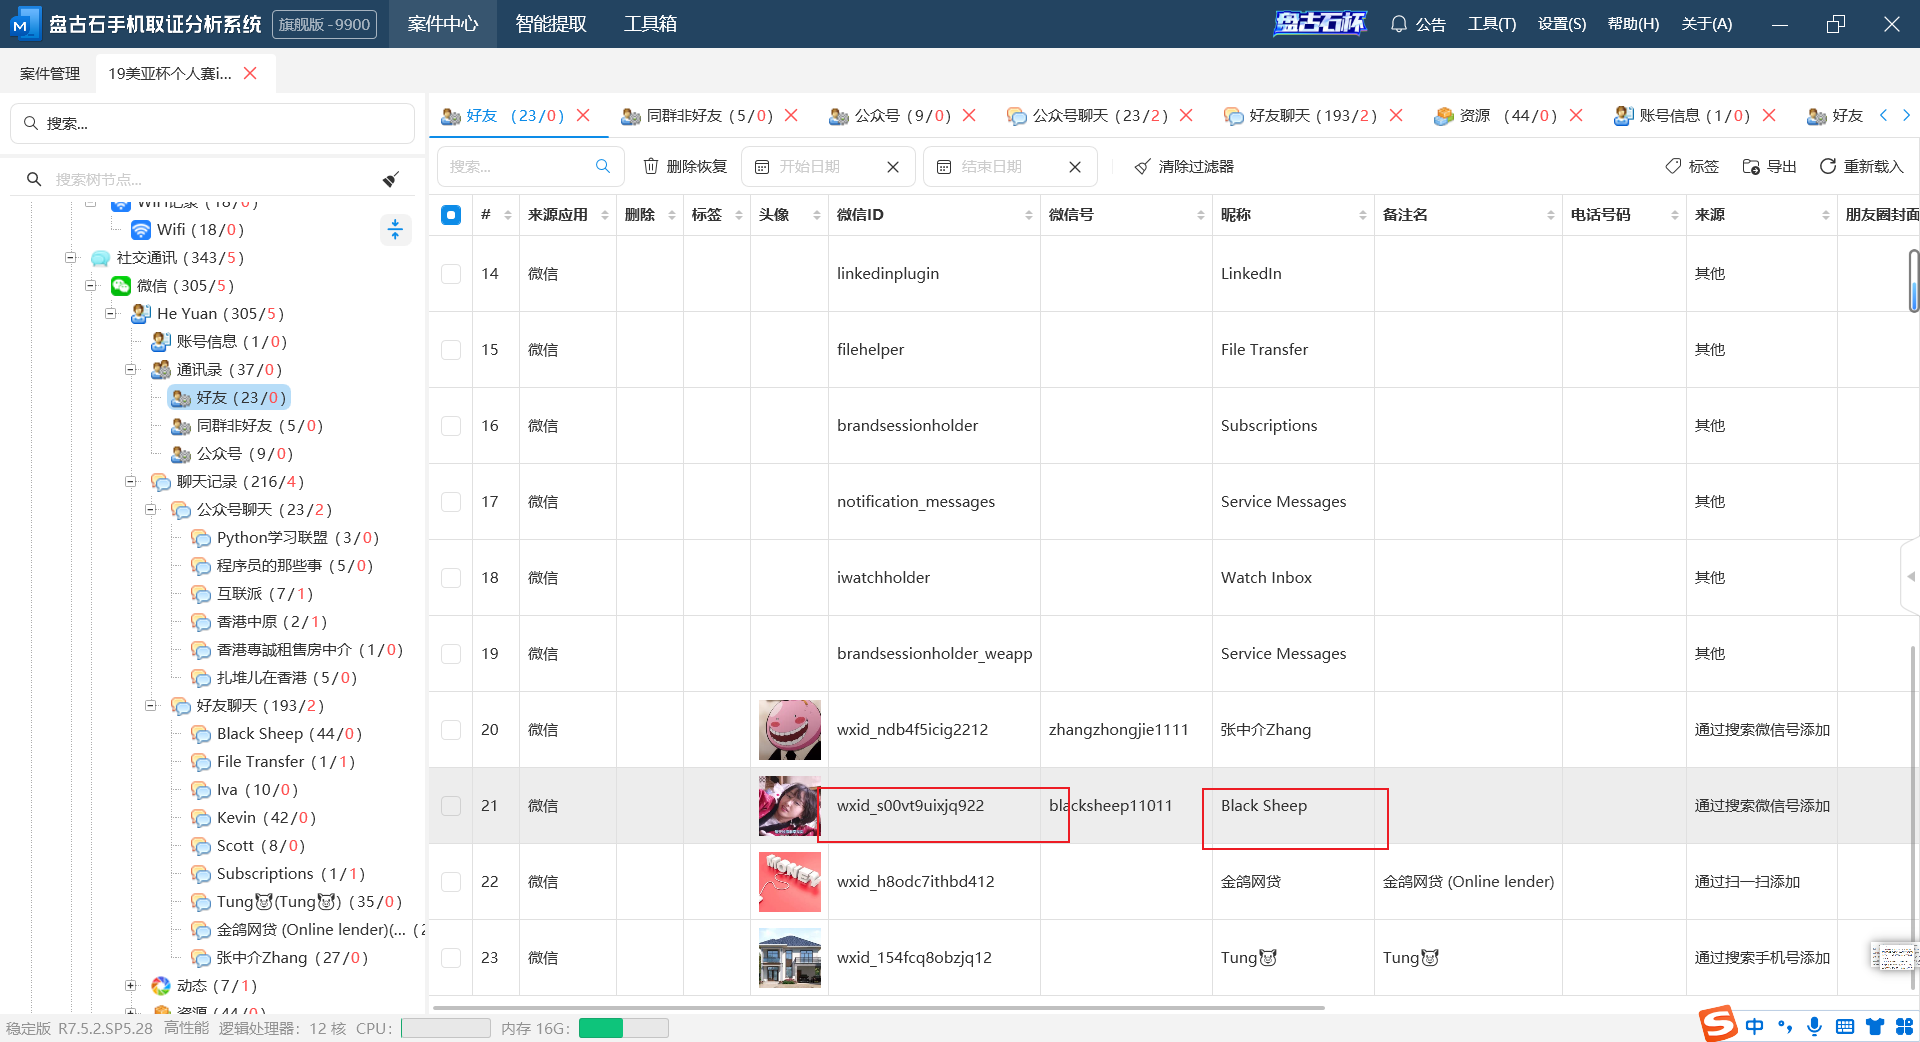 盘古石手机取证分析系统 旗舰版 -9900 案件中心 智能提取 工具箱 盘古石杯 公告 工具(T) 设置(S) 帮助(H) 关于(A)
案件管理 19美亚杯个人赛i...
搜索...
好友 (23/0) 同群非好友 (5/0) 公众号 (9/0) 公众号聊天 (23/2) 好友聊天 (193/2) 资源 (44/0) 账号信息 (1/0) 好友
搜索... 删除恢复 开始日期 结束日期 清除过滤器 标签 导出 重新载入
搜索树节点...
WIFI记录 (18/0)
Wifi (18/0)
社交通讯 (343/5)
微信 (305/5)
He Yuan (305/5)
账号信息 (1/0)
通讯录 (37/0)
好友 (23/0)
同群非好友 (5/0)
公众号 (9/0)
聊天记录 (216/4)
公众号聊天 (23/2)
Python学习联盟 (3/0)
程序员的那些事 (5/0)
互联派 (7/1)
香港中原 (2/1)
香港專誠租售房中介 (1/0)
扎堆儿在香港 (5/0)
好友聊天 (193/2)
Black Sheep (44/0)
File Transfer (1/1)
Iva (10/0)
Kevin (42/0)
Scott (8/0)
Subscriptions (1/1)
Tung🐷(Tung🐷) (35/0)
金鸽网贷 (Online lender)(... (2
张中介Zhang (27/0)
动态 (7/1)
资源 (44/0)
# 来源应用 删除 标签 头像 微信ID 微信号 昵称 备注名 电话号码 来源 朋友圈封面
14 微信 linkedinplugin LinkedIn 其他
15 微信 filehelper File Transfer 其他
16 微信 brandsessionholder Subscriptions 其他
17 微信 notification_messages Service Messages 其他
18 微信 iwatchholder Watch Inbox 其他
19 微信 brandsessionholder_weapp Service Messages 其他
20 微信 wxid_ndb4f5icig2212 zhangzhongjie1111 张中介Zhang 通过搜索微信号添加
21 微信 wxid_s00vt9uixjq922 blacksheep11011 Black Sheep 通过搜索微信号添加
22 微信 MONEY wxid_h8odc7ithbd412 金鸽网贷 金鸽网贷 (Online lender) 通过扫一扫添加
23 微信 wxid_154fcq8obzjq12 Tung🐷 Tung🐷 通过搜索手机号添加
稳定版 R7.5.2.SP5.28 高性能 逻辑处理器: 12 核 CPU: 内存 16G: 中